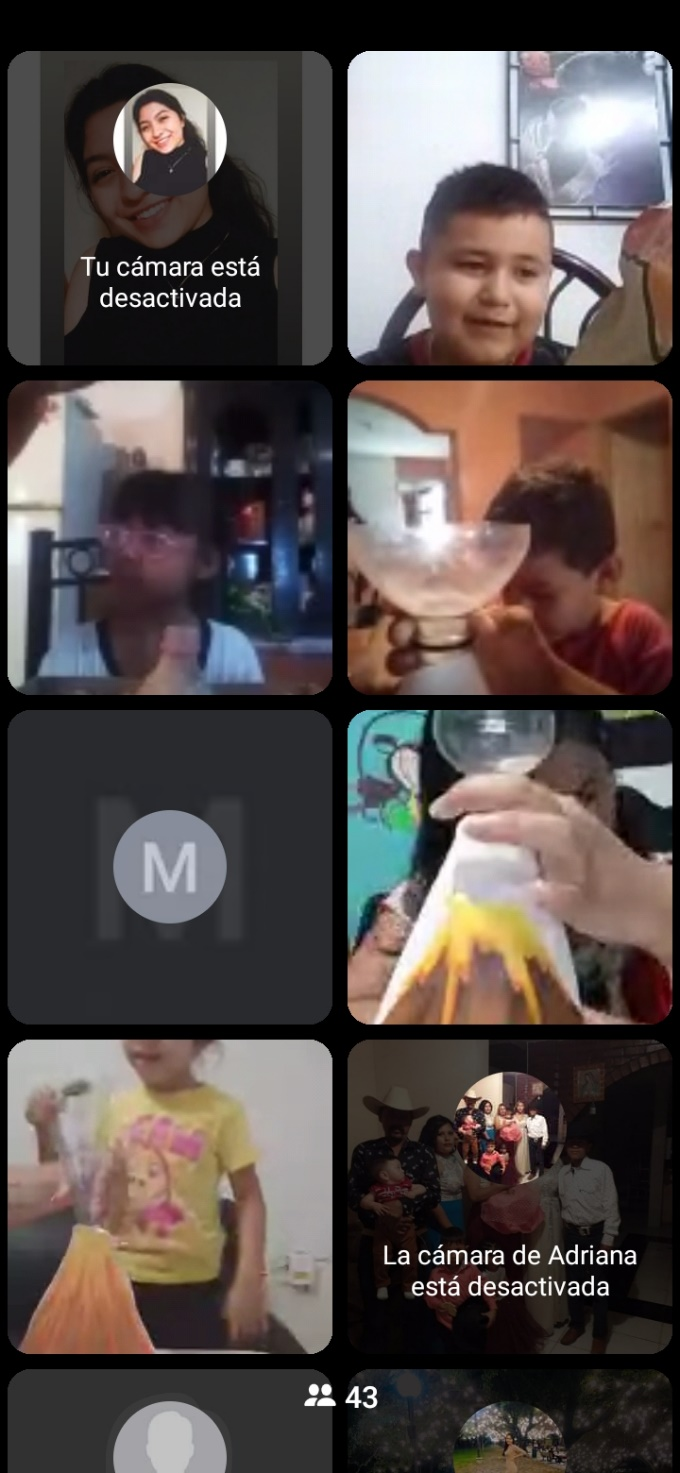 Tu cámara está
desactivada
M
La cámara de Adriana
está desactivada
43